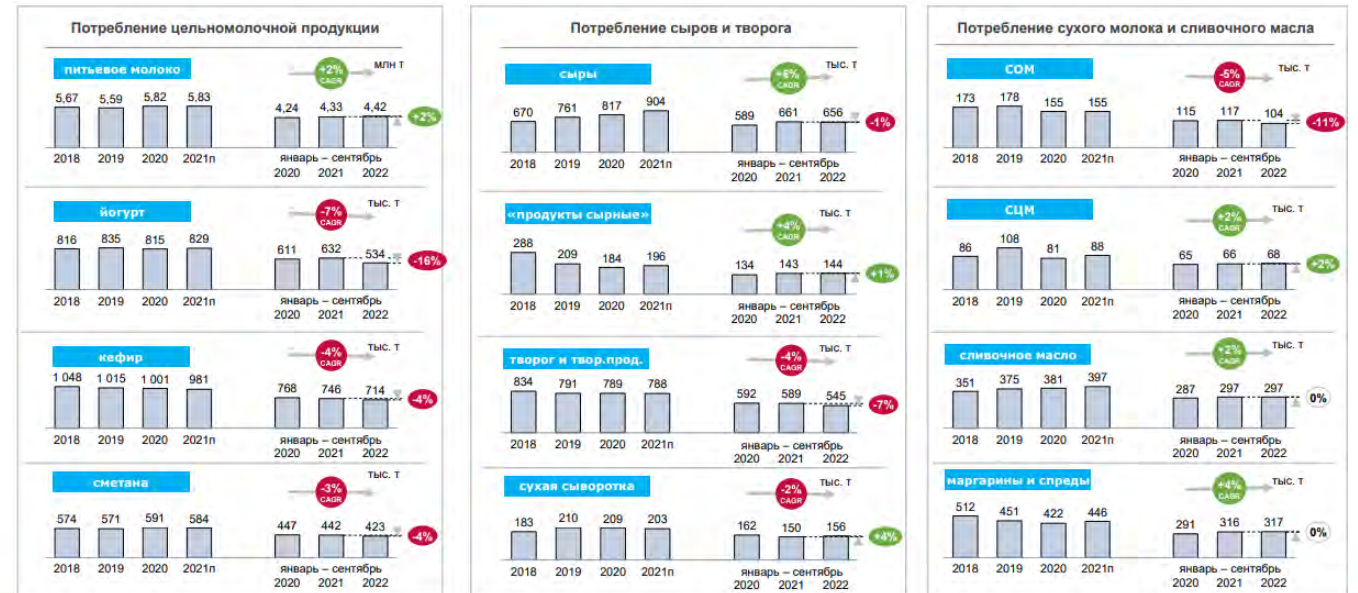 Потребление цельномолочной продукции
питьевое молоко
+2%
CAGR
млн т
5,67 5,59 5,82 5,83
4,24 4,33 4,42
+2%
2018 2019 2020 2021п
январь – сентябрь
2020 2021 2022
йогурт
-7%
CAGR
тыс. т
816 835 815 829
611 632 534
-16%
2018 2019 2020 2021п
январь – сентябрь
2020 2021 2022
кефир
-4%
CAGR
тыс. т
1 048 1 015 1 001 981
768 746 714
-4%
2018 2019 2020 2021п
январь – сентябрь
2020 2021 2022
сметана
-3%
CAGR
тыс. т
574 571 591 584
447 442 423
-4%
2018 2019 2020 2021п
январь – сентябрь
2020 2021 2022
Потребление сыров и творога
сыры
+6%
CAGR
тыс. т
670 761 817 904
589 661 656
-1%
2018 2019 2020 2021п
январь – сентябрь
2020 2021 2022
«продукты сырные»
+4%
CAGR
тыс. т
288 209 184 196
134 143 144
+1%
2018 2019 2020 2021п
январь – сентябрь
2020 2021 2022
творог и твор.прод.
-4%
CAGR
тыс. т
834 791 789 788
592 589 545
-7%
2018 2019 2020 2021п
январь – сентябрь
2020 2021 2022
сухая сыворотка
-2%
CAGR
тыс. т
183 210 209 203
162 150 156
+4%
2018 2019 2020 2021п
январь – сентябрь
2020 2021 2022
Потребление сухого молока и сливочного масла
СОМ
-5%
CAGR
тыс. т
173 178 155 155
115 117 104
-11%
2018 2019 2020 2021п
январь – сентябрь
2020 2021 2022
СЦМ
+2%
CAGR
тыс. т
86 108 81 88
65 66 68
+2%
2018 2019 2020 2021п
январь – сентябрь
2020 2021 2022
сливочное масло
+2%
CAGR
тыс. т
351 375 381 397
287 297 297
0%
2018 2019 2020 2021п
январь – сентябрь
2020 2021 2022
маргарины и спреды
+4%
CAGR
тыс. т
512 451 422 446
291 316 317
0%
2018 2019 2020 2021п
январь – сентябрь
2020 2021 2022